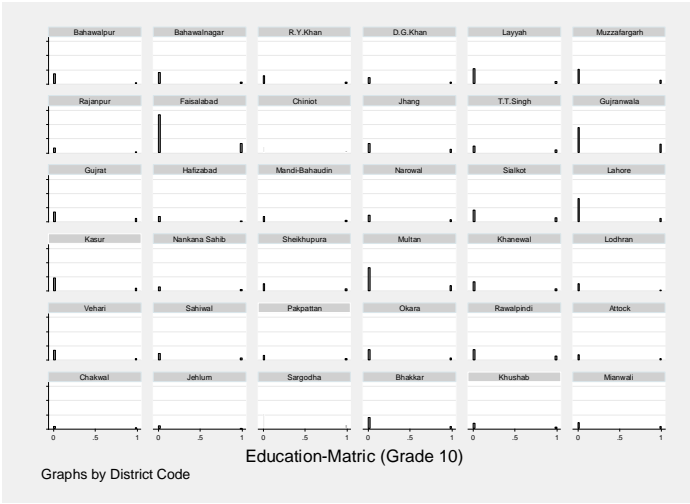 Bahawalpur Bahawalnagar R.Y.Khan D.G.Khan Layyah Muzzafargarh
Rajanpur Faisalabad Chiniot Jhang T.T.Singh Gujranwala
Gujrat Hafizabad Mandi-Bahaudin Narowal Sialkot Lahore
Kasur Nankana Sahib Sheikhupura Multan Khanewal Lodhran
Vehari Sahiwal Pakpattan Okara Rawalpindi Attock
Chakwal Jehlum Sargodha Bhakkar Khushab Mianwali
0 .5 1 0 .5 1 0 .5 1 0 .5 1 0 .5 1 0 .5 1
Education-Matric (Grade 10)
Graphs by District Code